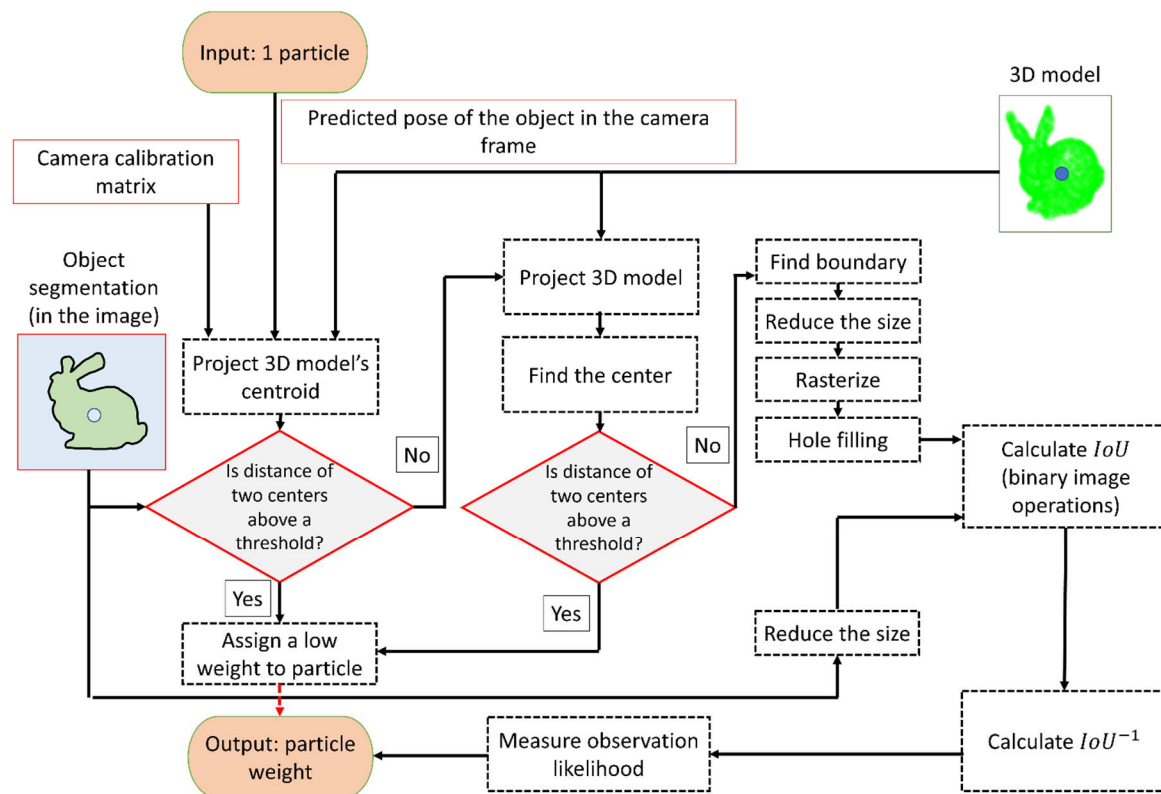 Input: 1 particle
3D model
Predicted pose of the object in the camera
frame
Camera calibration
matrix
Object
segmentation
(in the image)
Project 3D model's
centroid
Project 3D model
Find the center
Find boundary
Reduce the size
Rasterize
Hole filling
No
No
Is distance of
two centers
above a
threshold?
Is distance of
two centers
above a
threshold?
Calculate IoU
(binary image
operations)
Yes
Yes
Assign a low
weight to particle
Reduce the size
Output: particle
weight
Measure observation
likelihood
Calculate IoU⁻¹